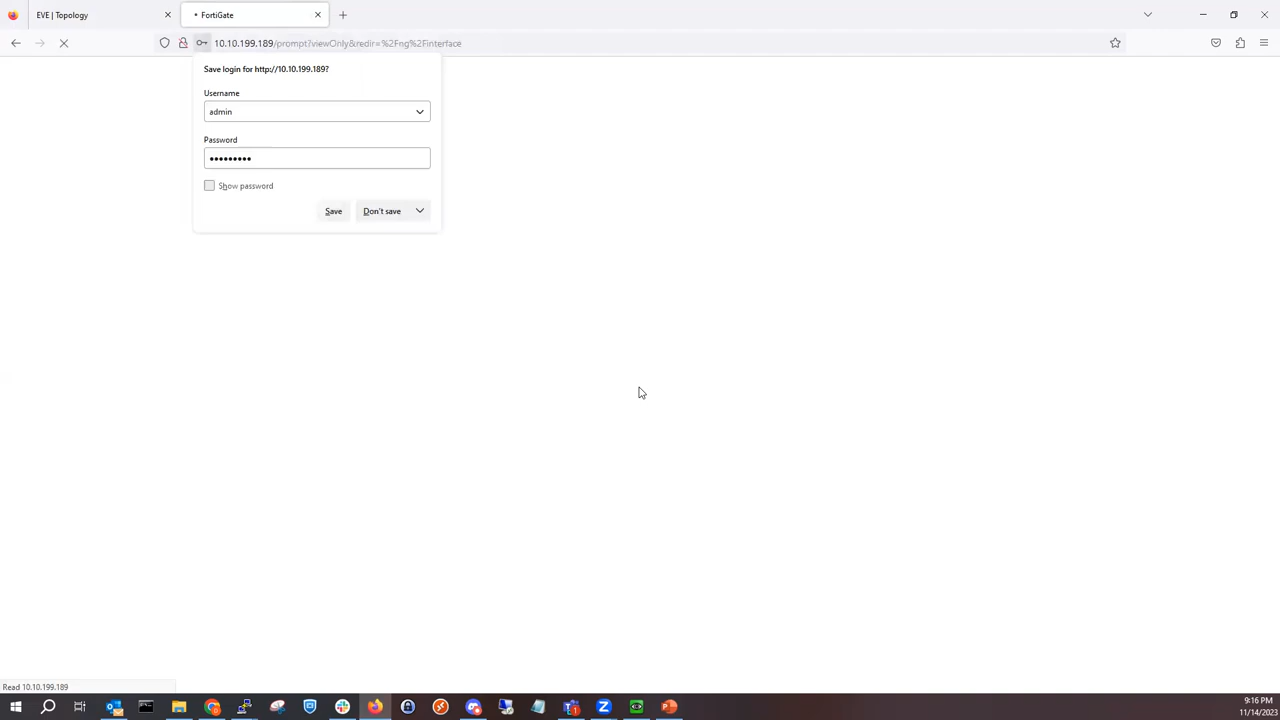 EVE | Topology
FortiGate
10.10.199.189/prompt?viewOnly&redir=%2Fng%2Finterface
Save login for http://10.10.199.189?
Username
admin
Password
•••••••••
Show password
Save
Don't save
Read 10.10.199.189
1
9:16 PM
11/14/2023